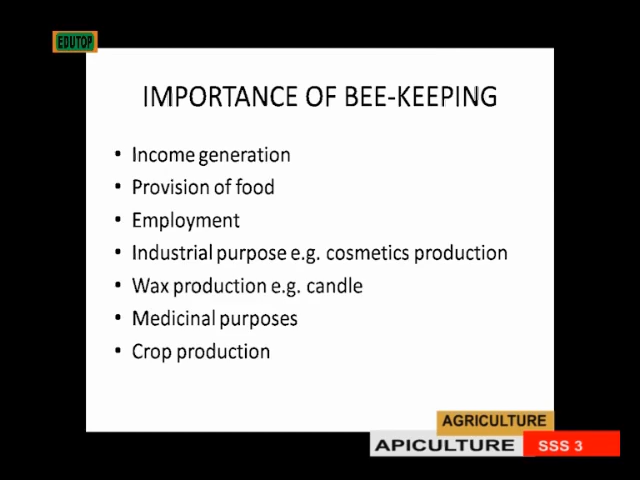 EDUTOP
IMPORTANCE OF BEE-KEEPING
• Income generation
• Provision of food
• Employment
• Industrial purpose e.g. cosmetics production
• Wax production e.g. candle
• Medicinal purposes
• Crop production
AGRICULTURE
APICULTURE SSS 3